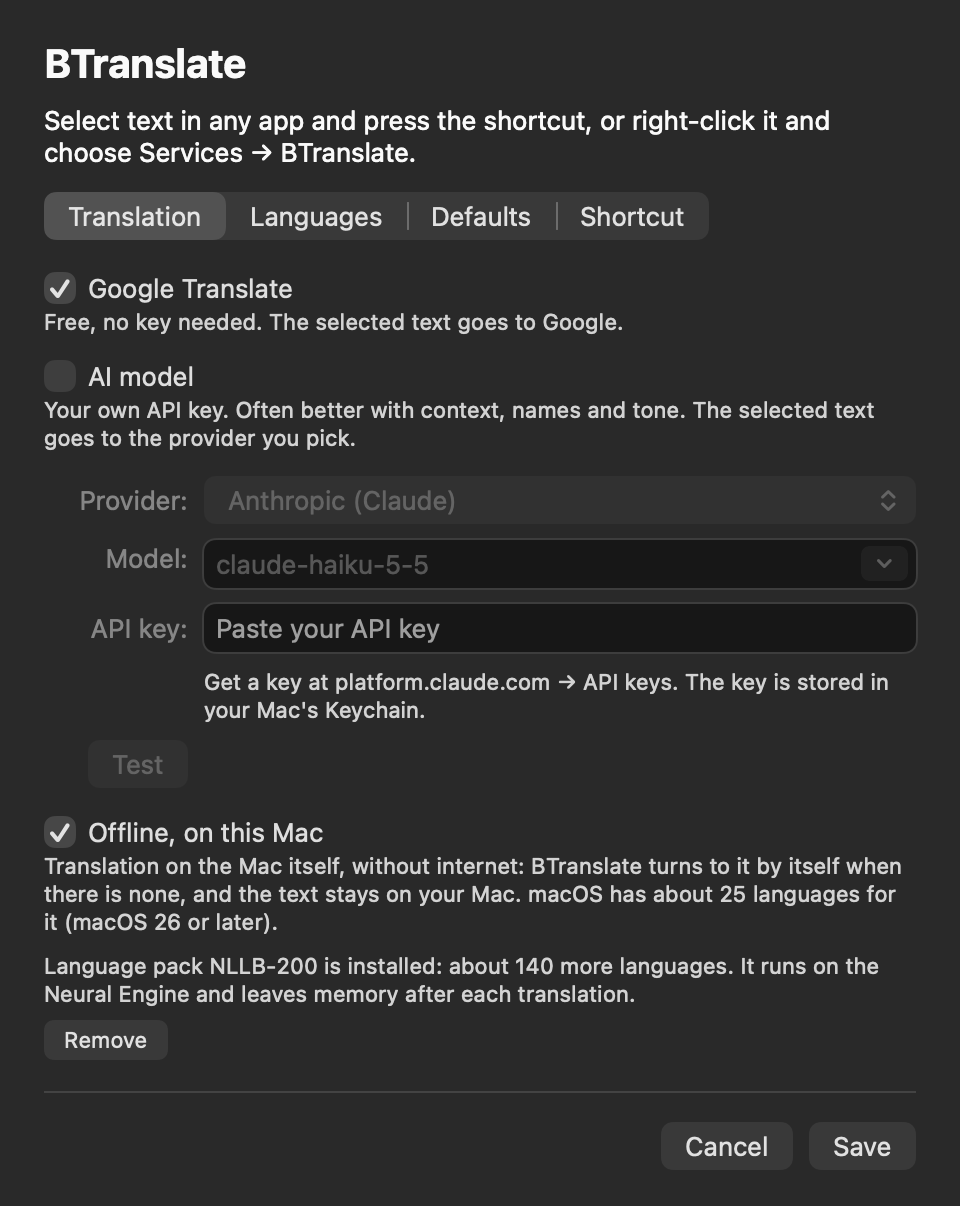 BTranslate
Select text in any app and press the shortcut, or right-click it and
choose Services → BTranslate.
Translation
Languages
Defaults
Shortcut
Google Translate
Free, no key needed. The selected text goes to Google.
AI model
Your own API key. Often better with context, names and tone. The selected text
goes to the provider you pick.
Provider: Anthropic (Claude)
Model: claude-haiku-5-5
API key: Paste your API key
Get a key at platform.claude.com → API keys. The key is stored in
your Mac's Keychain.
Test
Offline, on this Mac
Translation on the Mac itself, without internet: BTranslate turns to it by itself when
there is none, and the text stays on your Mac. macOS has about 25 languages for
it (macOS 26 or later).
Language pack NLLB-200 is installed: about 140 more languages. It runs on the
Neural Engine and leaves memory after each translation.
Remove
Cancel
Save